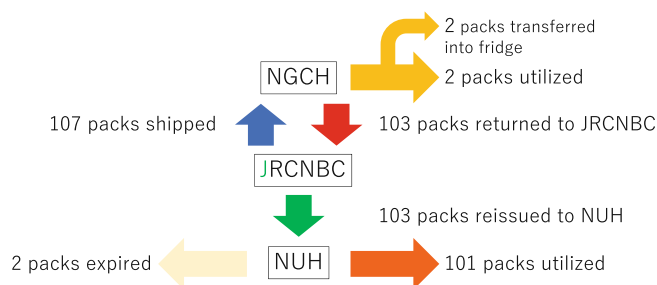 2 packs transferred
into fridge
NGCH
2 packs utilized
107 packs shipped
103 packs returned to JRCNBC
JRCNBC
103 packs reissued to NUH
2 packs expired
NUH
101 packs utilized